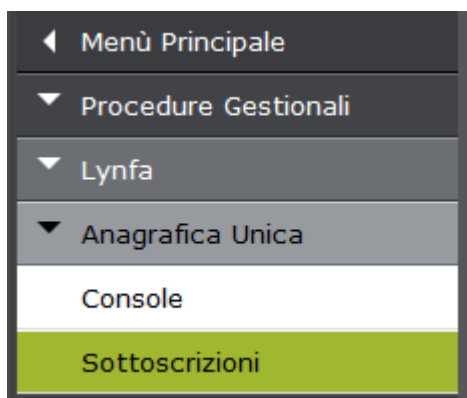 Menù Principale
Procedure Gestionali
Lynfa
Anagrafica Unica
Console
Sottoscrizioni